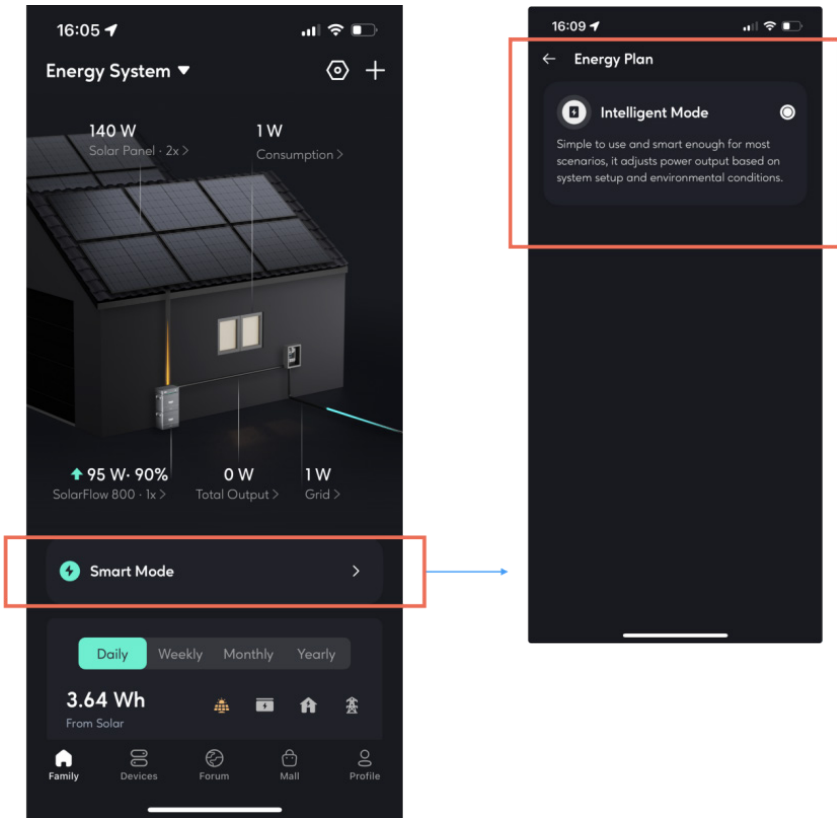 16:05
Energy System
140 W
Solar Panel · 2x >
1 W
Consumption >
95 W· 90%
SolarFlow 800 · 1x >
0 W
Total Output >
1 W
Grid >
Smart Mode
Daily Weekly Monthly Yearly
3.64 Wh
From Solar
Family Devices Forum Mall Profile
16:09
Energy Plan
Intelligent Mode
Simple to use and smart enough for most
scenarios, it adjusts power output based on
system setup and environmental conditions.